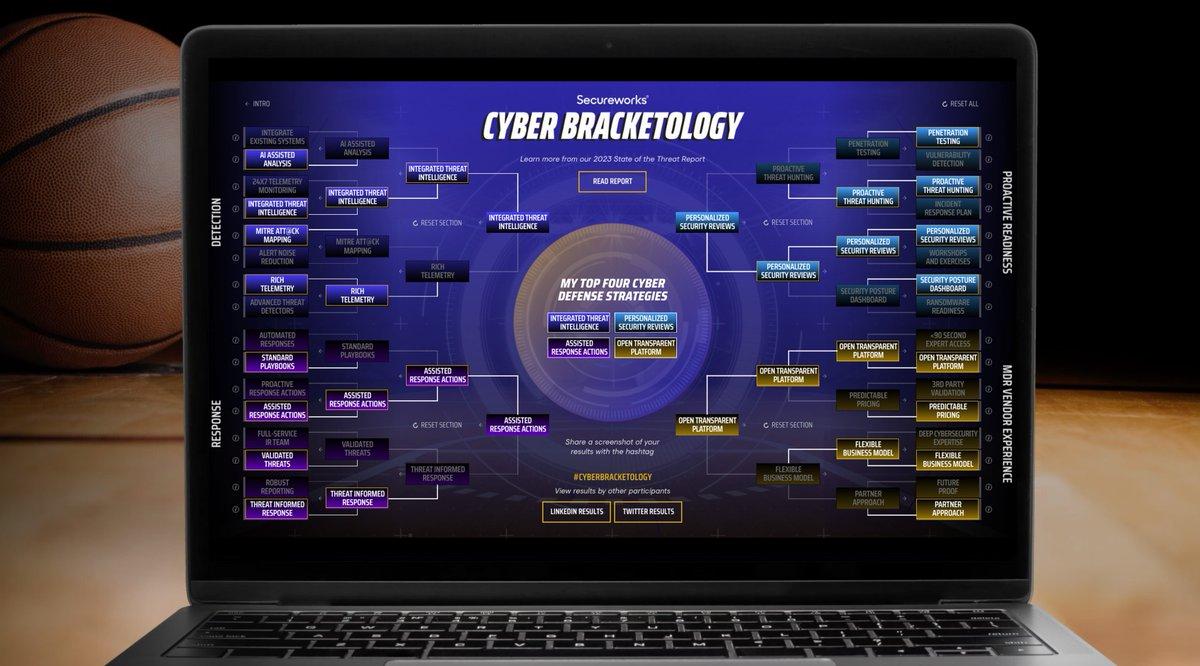 ← INTRO
Secureworks®
RESET ALL
CYBER BRACKETOLOGY
Learn more from our 2023 State of the Threat Report
READ REPORT
DETECTION
INTEGRATE
EXISTING SYSTEMS
AI ASSISTED
ANALYSIS
24X7 TELEMETRY
MONITORING
INTEGRATED THREAT
INTELLIGENCE
MITRE ATT@CK
MAPPING
ALERT NOISE
REDUCTION
RICH
TELEMETRY
ADVANCED THREAT
DETECTORS
AI ASSISTED
ANALYSIS
INTEGRATED THREAT
INTELLIGENCE
MITRE ATT@CK
MAPPING
RICH
TELEMETRY
INTEGRATED THREAT
INTELLIGENCE
RESET SECTION
RICH
TELEMETRY
INTEGRATED THREAT
INTELLIGENCE
RESPONSE
AUTOMATED
RESPONSES
STANDARD
PLAYBOOKS
PROACTIVE
RESPONSE ACTIONS
ASSISTED
RESPONSE ACTIONS
FULL-SERVICE
IR TEAM
VALIDATED
THREATS
ROBUST
REPORTING
THREAT INFORMED
RESPONSE
STANDARD
PLAYBOOKS
ASSISTED
RESPONSE ACTIONS
VALIDATED
THREATS
THREAT INFORMED
RESPONSE
ASSISTED
RESPONSE ACTIONS
RESET SECTION
THREAT INFORMED
RESPONSE
ASSISTED
RESPONSE ACTIONS
MY TOP FOUR CYBER
DEFENSE STRATEGIES
INTEGRATED THREAT
INTELLIGENCE
PERSONALIZED
SECURITY REVIEWS
ASSISTED
RESPONSE ACTIONS
OPEN TRANSPARENT
PLATFORM
Share a screenshot of your
results with the hashtag
#CYBERBRACKETOLOGY
View results by other participants
LINKEDIN RESULTS
TWITTER RESULTS
PERSONALIZED
SECURITY REVIEWS
PROACTIVE
THREAT HUNTING
RESET SECTION
PERSONALIZED
SECURITY REVIEWS
PENETRATION
TESTING
PROACTIVE
THREAT HUNTING
PERSONALIZED
SECURITY REVIEWS
SECURITY POSTURE
DASHBOARD
PENETRATION
TESTING
VULNERABILITY
DETECTION
PROACTIVE
THREAT HUNTING
INCIDENT
RESPONSE PLAN
PERSONALIZED
SECURITY REVIEWS
WORKSHOPS
AND EXERCISES
SECURITY POSTURE
DASHBOARD
RANSOMWARE
READINESS
PROACTIVE READINESS
OPEN TRANSPARENT
PLATFORM
OPEN TRANSPARENT
PLATFORM
RESET SECTION
FLEXIBLE
BUSINESS MODEL
OPEN TRANSPARENT
PLATFORM
PREDICTABLE
PRICING
FLEXIBLE
BUSINESS MODEL
PARTNER
APPROACH
<90 SECOND
EXPERT ACCESS
OPEN TRANSPARENT
PLATFORM
3RD PARTY
VALIDATION
PREDICTABLE
PRICING
DEEP CYBERSECURITY
EXPERTISE
FLEXIBLE
BUSINESS MODEL
FUTURE
PROOF
PARTNER
APPROACH
MDR VENDOR EXPERIENCE
delete
return
shift